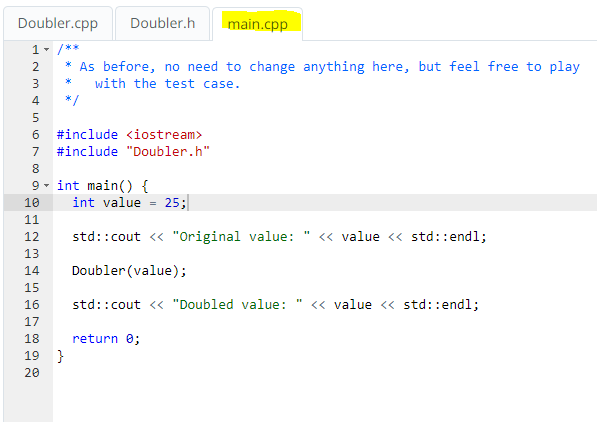 Doubler.cpp
Doubler.h
main.cpp
1 /**
2  * As before, no need to change anything here, but feel free to play
3  *   with the test case.
4  */
5
6 #include <iostream>
7 #include "Doubler.h"
8
9 int main() {
10   int value = 25;
11
12   std::cout << "Original value: " << value << std::endl;
13
14   Doubler(value);
15
16   std::cout << "Doubled value: " << value << std::endl;
17
18   return 0;
19 }
20